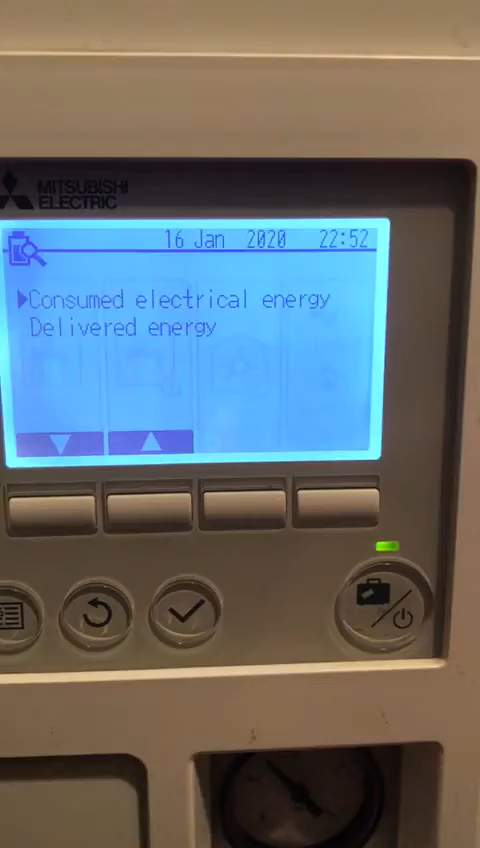 MITSUBISHI
ELECTRIC
16 Jan 2020 22:52
Consumed electrical energy
Delivered energy